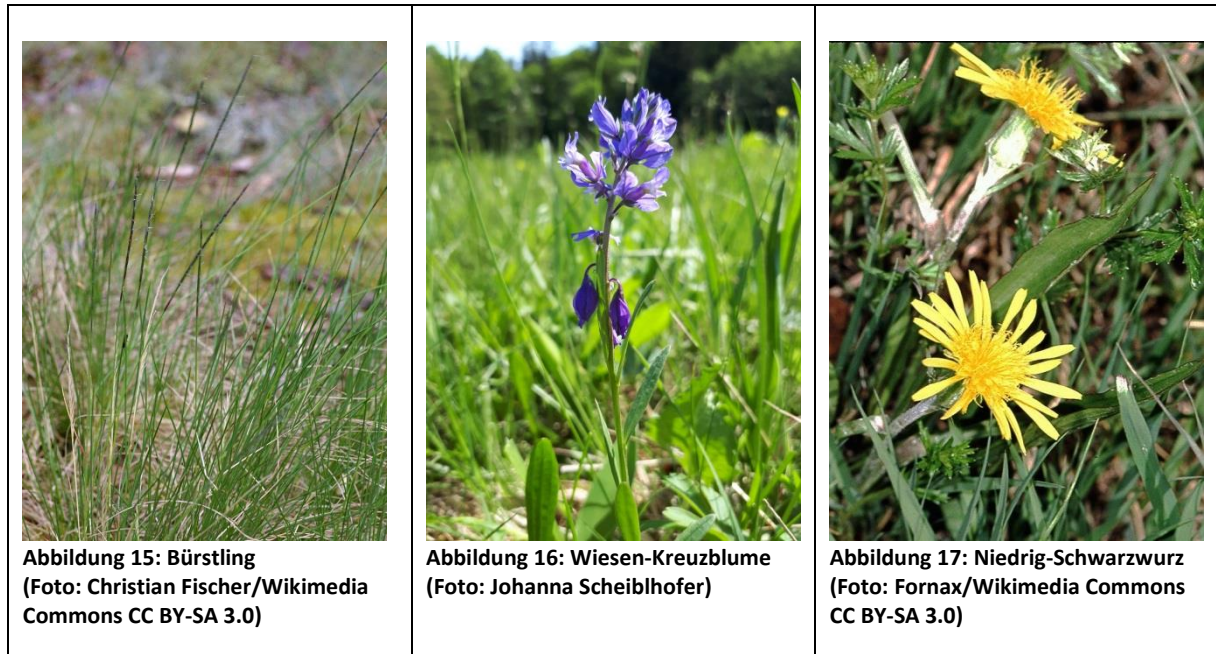 Abbildung 15: Bürstling
(Foto: Christian Fischer/Wikimedia
Commons CC BY-SA 3.0)
Abbildung 16: Wiesen-Kreuzblume
(Foto: Johanna Scheiblhofer)
Abbildung 17: Niedrig-Schwarzwurz
(Foto: Fornax/Wikimedia Commons
CC BY-SA 3.0)